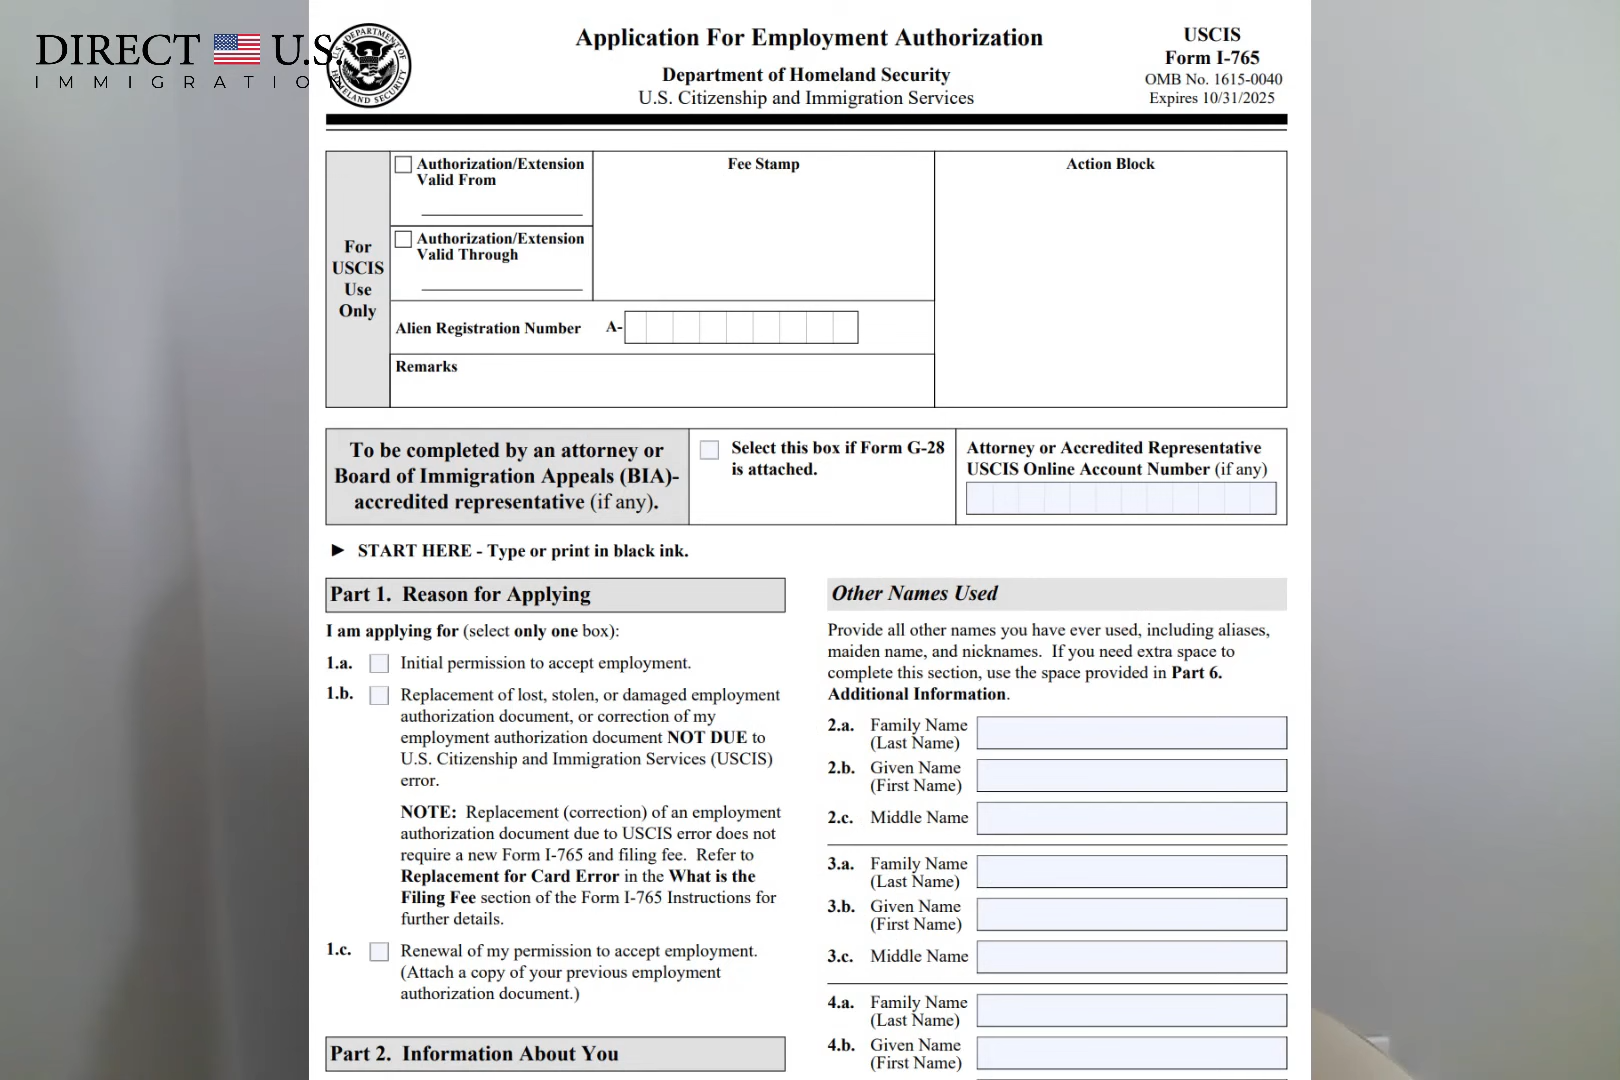 DIRECT U.S.
IMMIGRATIO
DEPARTMENT OF
HOMELAND SECURITY
Application For Employment Authorization
Department of Homeland Security
U.S. Citizenship and Immigration Services
USCIS
Form I-765
OMB No. 1615-0040
Expires 10/31/2025
For
USCIS
Use
Only
Authorization/Extension
Valid From
Authorization/Extension
Valid Through
Fee Stamp
Action Block
Alien Registration Number A-
Remarks
To be completed by an attorney or
Board of Immigration Appeals (BIA)-
accredited representative (if any).
Select this box if Form G-28
is attached.
Attorney or Accredited Representative
USCIS Online Account Number (if any)
► START HERE - Type or print in black ink.
Part 1. Reason for Applying
I am applying for (select only one box):
1.a. Initial permission to accept employment.
1.b. Replacement of lost, stolen, or damaged employment
authorization document, or correction of my
employment authorization document NOT DUE to
U.S. Citizenship and Immigration Services (USCIS)
error.
NOTE: Replacement (correction) of an employment
authorization document due to USCIS error does not
require a new Form I-765 and filing fee. Refer to
Replacement for Card Error in the What is the
Filing Fee section of the Form I-765 Instructions for
further details.
1.c. Renewal of my permission to accept employment.
(Attach a copy of your previous employment
authorization document.)
Part 2. Information About You
Other Names Used
Provide all other names you have ever used, including aliases,
maiden name, and nicknames. If you need extra space to
complete this section, use the space provided in Part 6.
Additional Information.
2.a. Family Name
(Last Name)
2.b. Given Name
(First Name)
2.c. Middle Name
3.a. Family Name
(Last Name)
3.b. Given Name
(First Name)
3.c. Middle Name
4.a. Family Name
(Last Name)
4.b. Given Name
(First Name)